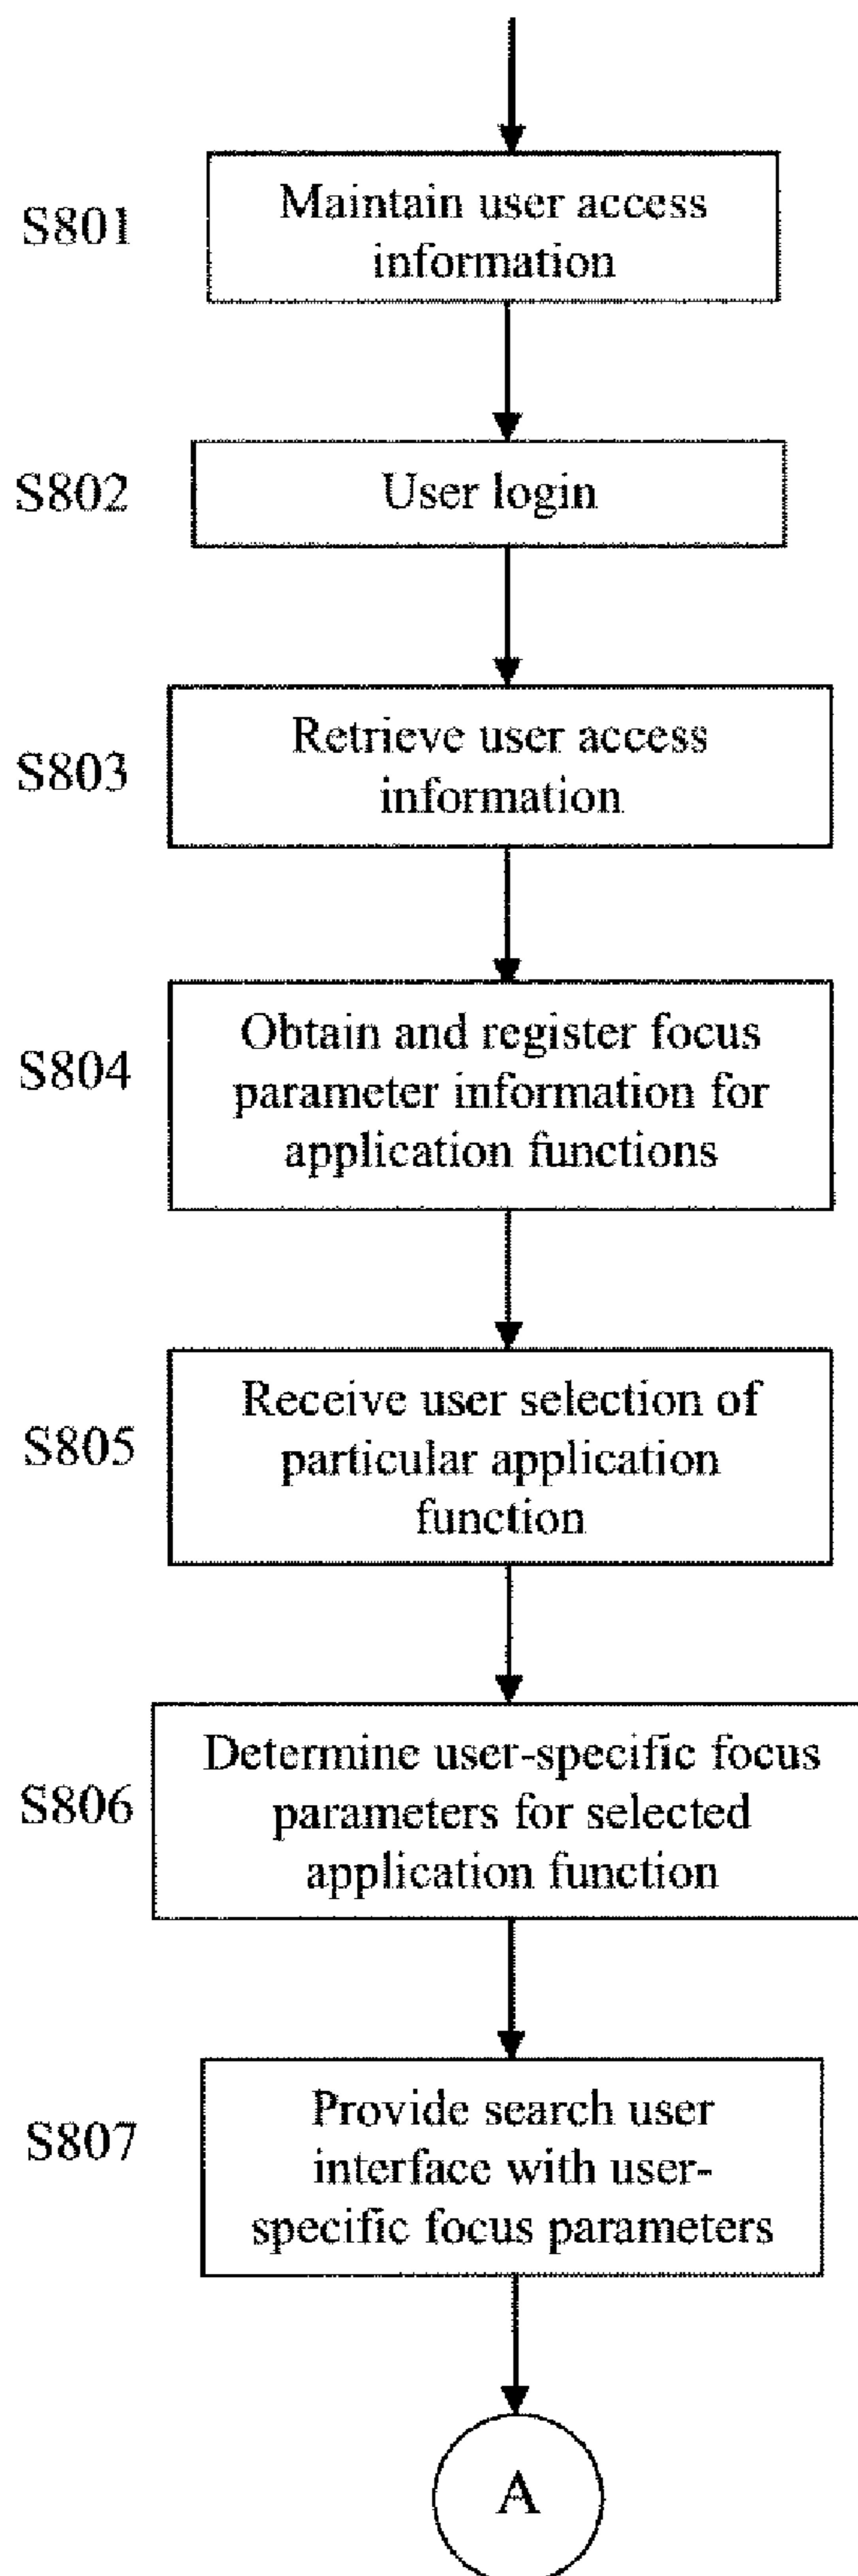 S801
Maintain user access
information
S802
User login
S803
Retrieve user access
information
S804
Obtain and register focus
parameter information for
application functions
S805
Receive user selection of
particular application
function
S806
Determine user-specific focus
parameters for selected
application function
S807
Provide search user
interface with user-
specific focus parameters
A